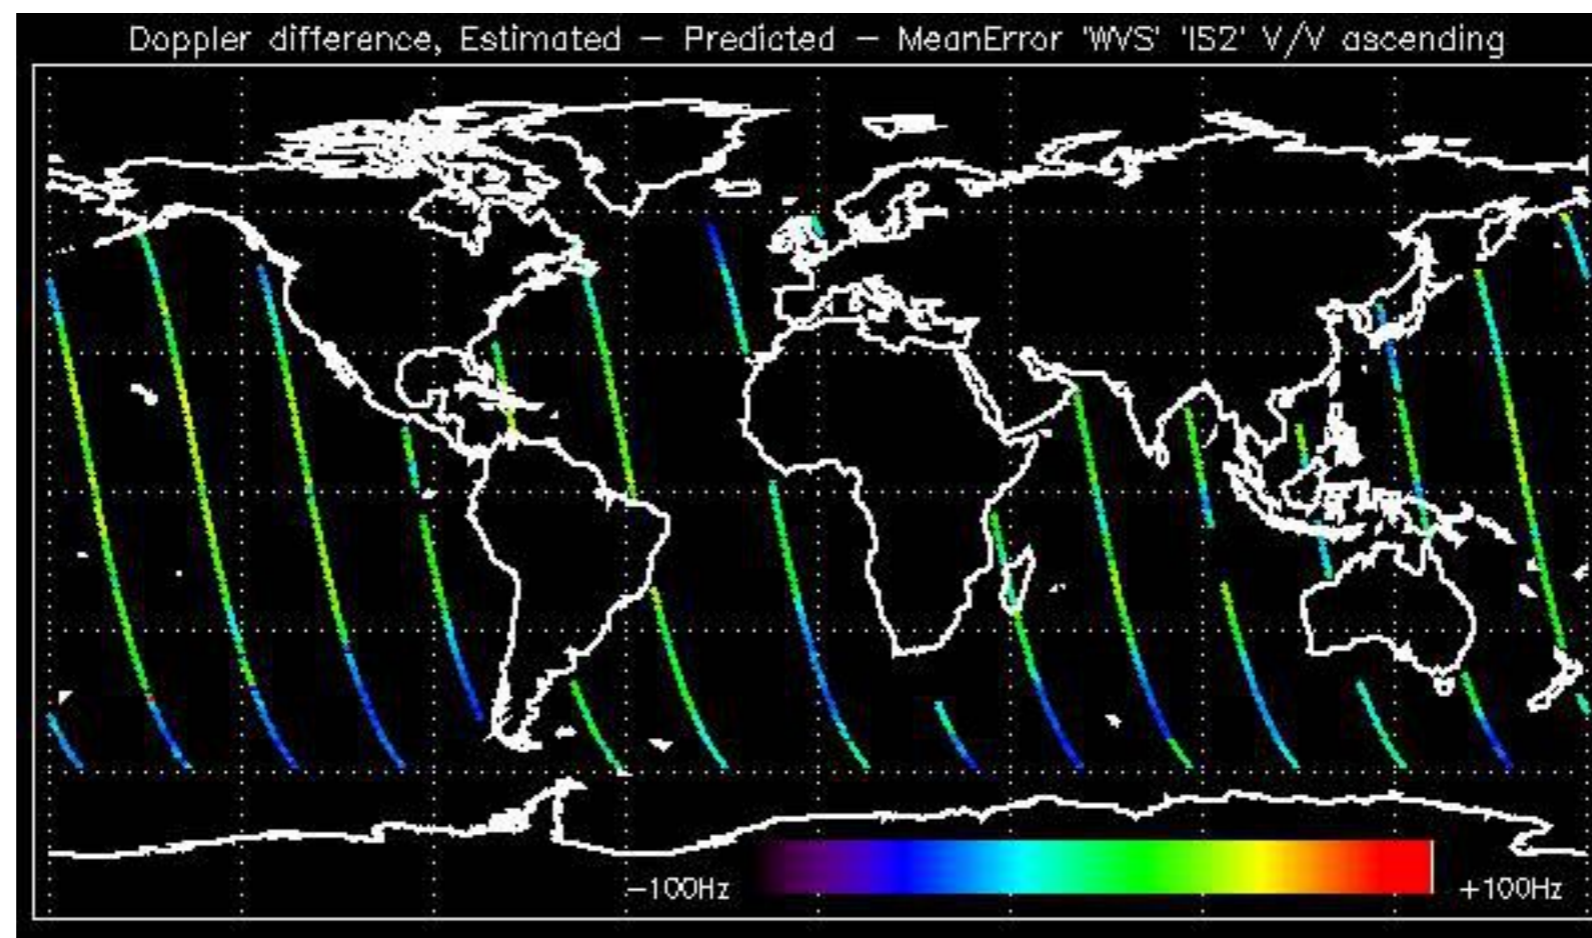 Doppler difference, Estimated – Predicted – MeanError 'WVS' 'IS2' V/V ascending
–100Hz +100Hz